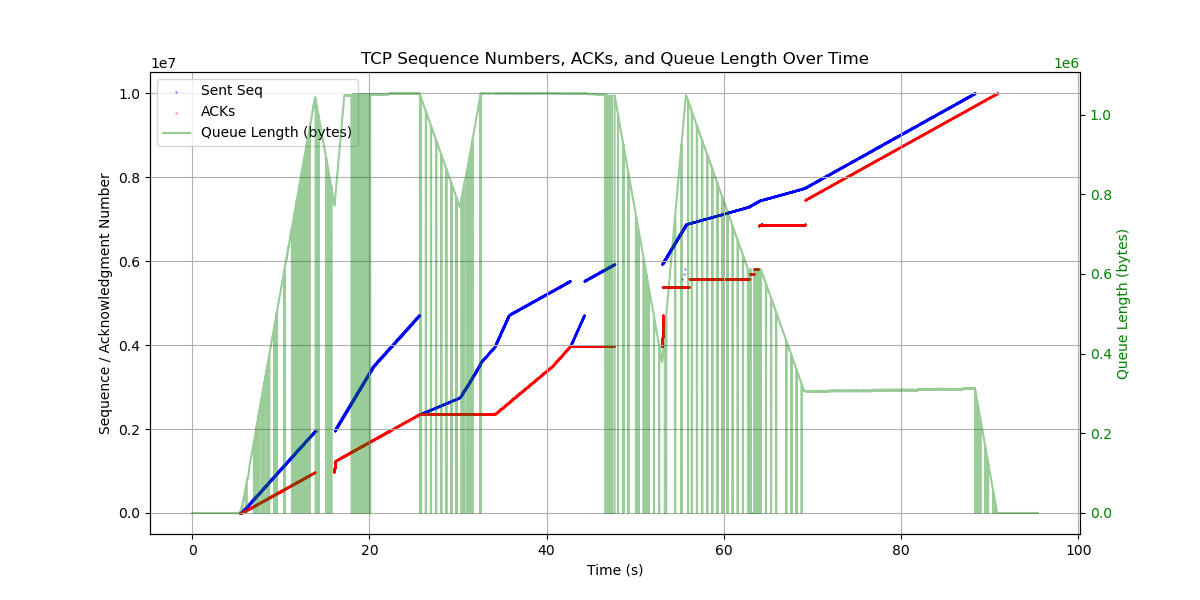 TCP Sequence Numbers, ACKs, and Queue Length Over Time
1e7
1e6
Sent Seq
ACKs
Queue Length (bytes)
1.0
0.8
0.6
0.4
0.2
0.0
Sequence / Acknowledgment Number
1.0
0.8
0.6
0.4
0.2
0.0
Queue Length (bytes)
0
20
40
60
80
100
Time (s)